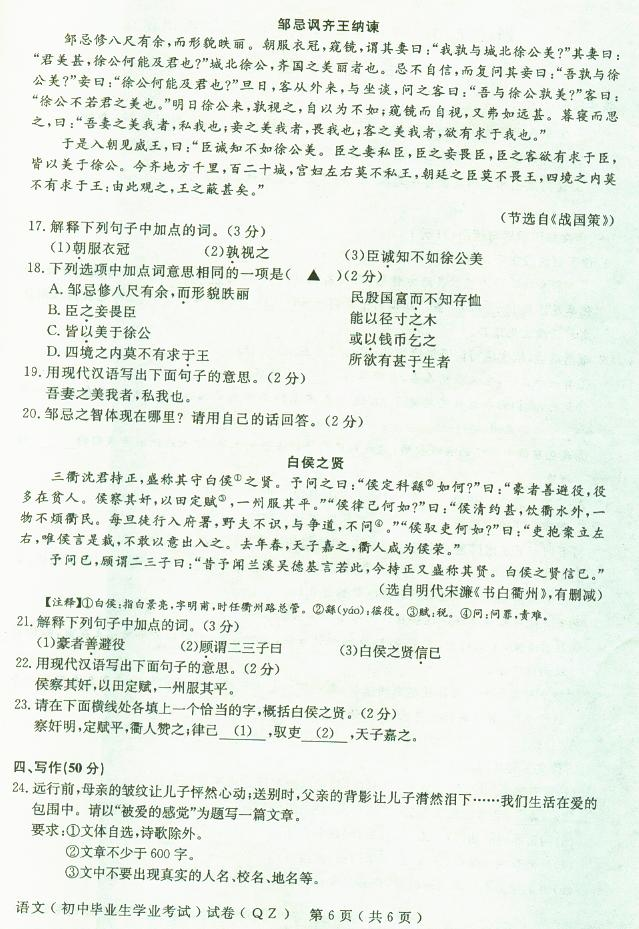 邹忌讽齐王纳谏
邹忌修八尺有余,而形貌昳丽。朝服衣冠,窥镜,谓其妻曰:“我孰与城北徐公美?”其妻曰:
“君美甚,徐公何能及君也?”城北徐公,齐国之美丽者也。忌不自信,而复问其妾曰:“吾孰与徐
公美?”妾曰:“徐公何能及君也?”旦日,客从外来,与坐谈,问之客曰:“吾与徐公孰美?”客曰:
“徐公不若君之美也。”明日徐公来,孰视之,自以为不如;窥镜而自视,又弗如远甚。暮寝而思
之,曰:“吾妻之美我者,私我也;妾之美我者,畏我也;客之美我者,欲有求于我也。”
于是入朝见威王,曰:“臣诚知不如徐公美。臣之妻私臣,臣之妾畏臣,臣之客欲有求于臣,
皆以美于徐公。今齐地方千里,百二十城,宫妇左右莫不私王,朝廷之臣莫不畏王,四境之内莫
不有求于王;由此观之,王之蔽甚矣。”
(节选自《战国策》)
17.解释下列句子中加点的词。(3分)
(1)朝服衣冠 (2)孰视之 (3)臣诚知不如徐公美
18.下列选项中加点词意思相同的一项是( ▲ )(2分)
A.邹忌修八尺有余,而形貌昳丽 民殷国富而不知存恤
B.臣之妾畏臣 能以径寸之木
C.皆以美于徐公 或以钱币乞之
D.四境之内莫不有求于王 所欲有甚于生者
19.用现代汉语写出下面句子的意思。(2分)
吾妻之美我者,私我也。
20.邹忌之智体现在哪里?请用自己的话回答。(2分)
白侯之贤
三衢沈君持正,盛称其守白侯①之贤。予问之曰:“侯定科繇②如何?”曰:“豪者善避役,役
多在贫人。侯察其奸,以田定赋③,一州服其平。”“侯律己何如?”曰:“侯清约甚,饮衢水外,一
物不烦衢民。每旦徒行入府署,野夫不识,与争道,不问④。”“侯取吏何如?”曰:“吏抱案立左
右,唯侯言是裁,不敢以意出入之。去年春,天子嘉之,衢人咸为侯荣。”
予问已,顾谓二三子曰:“昔予闻兰溪吴德基言若此,今持正又盛称其贤。白侯之贤信已。”
(选自明代宋濂《书白衢州》,有删减)
【注释】①白侯:指白景亮,字明甫,时任衢州路总管。②繇(yáo):徭役。③赋:税。④问:问罪,责难。
21.解释下列句子中加点的词。(3分)
(1)豪者善避役 (2)顾谓二三子曰 (3)白侯之贤信已
22.用现代汉语写出下面句子的意思。(2分)
侯察其奸,以田定赋,一州服其平。
23.请在下面横线处各填上一个恰当的字,概括白侯之贤。(2分)
察奸明,定赋平,衢人赞之;律己 (1) ,驭吏 (2) ,天子嘉之。
四、写作(50分)
24.远行前,母亲的皱纹让儿子怦然心动;送别时,父亲的背影让儿子潸然泪下……我们生活在爱的
包围中。请以“被爱的感觉”为题写一篇文章。
要求:①文体自选,诗歌除外。
②文章不少于600字。
③文中不要出现真实的人名、校名、地名等。
语文(初中毕业生学业考试)试卷(QZ) 第6页(共6页)